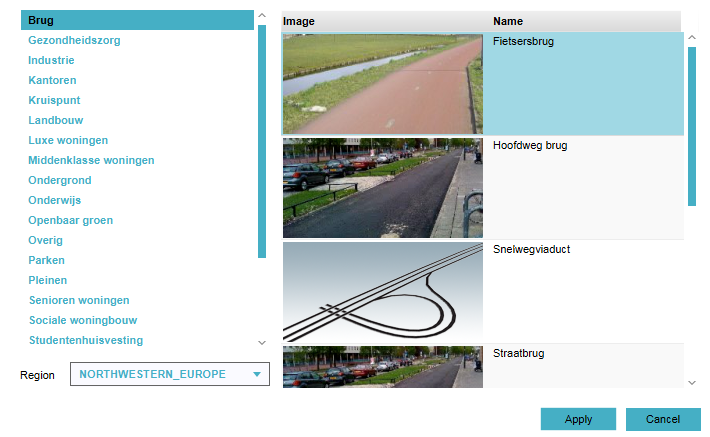 Brug
Gezondheidszorg
Industrie
Kantoren
Kruispunt
Landbouw
Luxe woningen
Middenklasse woningen
Ondergrond
Onderwijs
Openbaar groen
Overig
Parken
Pleinen
Senioren woningen
Sociale woningbouw
Studentenhuisvesting
Region NORTHWESTERN_EUROPE
Image Name
Fietsersbrug
Hoofdweg brug
Snelwegviaduct
Straatbrug
Apply Cancel